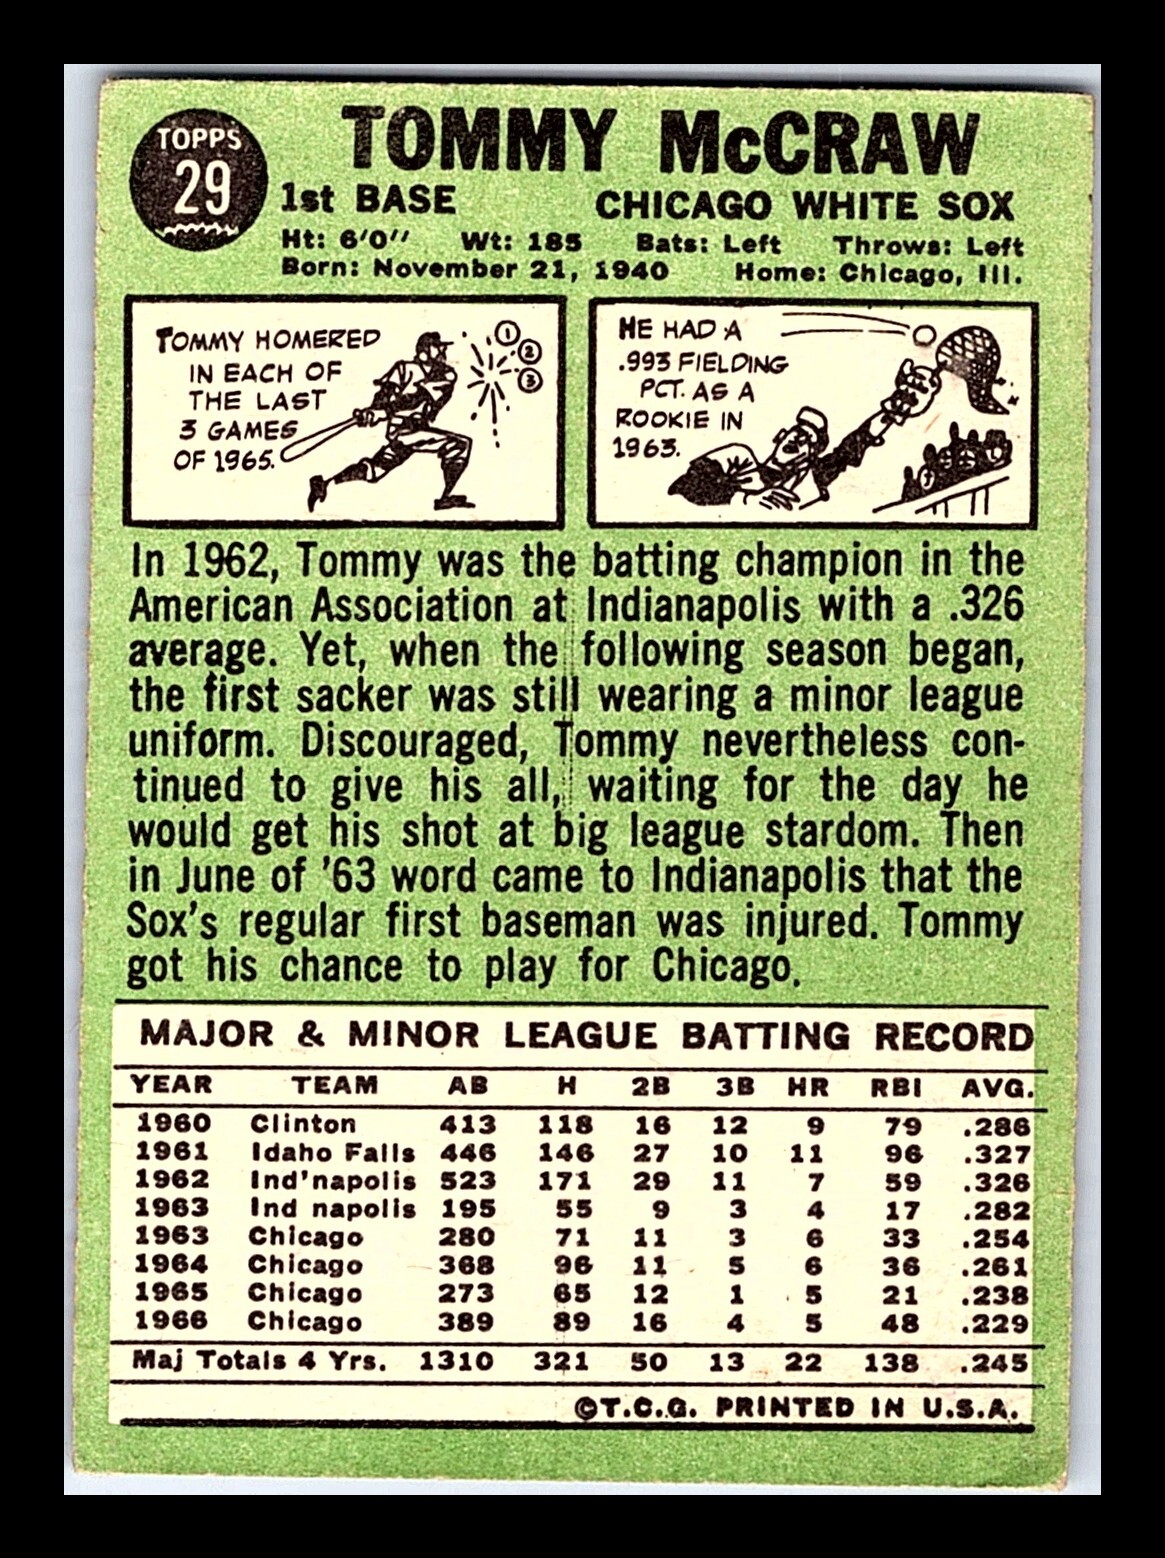 TOPPS
29
TOMMY McCRAW
1st BASE CHICAGO WHITE SOX
Ht: 6'0" Wt: 185 Bats: Left Throws: Left
Born: November 21, 1940 Home: Chicago, Ill.
TOMMY HOMERED
IN EACH OF
THE LAST
3 GAMES
OF 1965.
1
2
3
HE HAD A
.993 FIELDING
PCT. AS A
ROOKIE IN
1963.
In 1962, Tommy was the batting champion in the
American Association at Indianapolis with a .326
average. Yet, when the following season began,
the first sacker was still wearing a minor league
uniform. Discouraged, Tommy nevertheless con-
tinued to give his all, waiting for the day he
would get his shot at big league stardom. Then
in June of '63 word came to Indianapolis that the
Sox's regular first baseman was injured. Tommy
got his chance to play for Chicago.
MAJOR & MINOR LEAGUE BATTING RECORD
YEAR TEAM AB H 2B 3B HR RBI AVG.
1960 Clinton 413 118 16 12 9 79 .286
1961 Idaho Falls 446 146 27 10 11 96 .327
1962 Ind'napolis 523 171 29 11 7 59 .326
1963 Ind napolis 195 55 9 3 4 17 .282
1963 Chicago 280 71 11 3 6 33 .254
1964 Chicago 368 96 11 5 6 36 .261
1965 Chicago 273 65 12 1 5 21 .238
1966 Chicago 389 89 16 4 5 48 .229
Maj Totals 4 Yrs. 1310 321 50 13 22 138 .245
©T.C.G. PRINTED IN U.S.A.